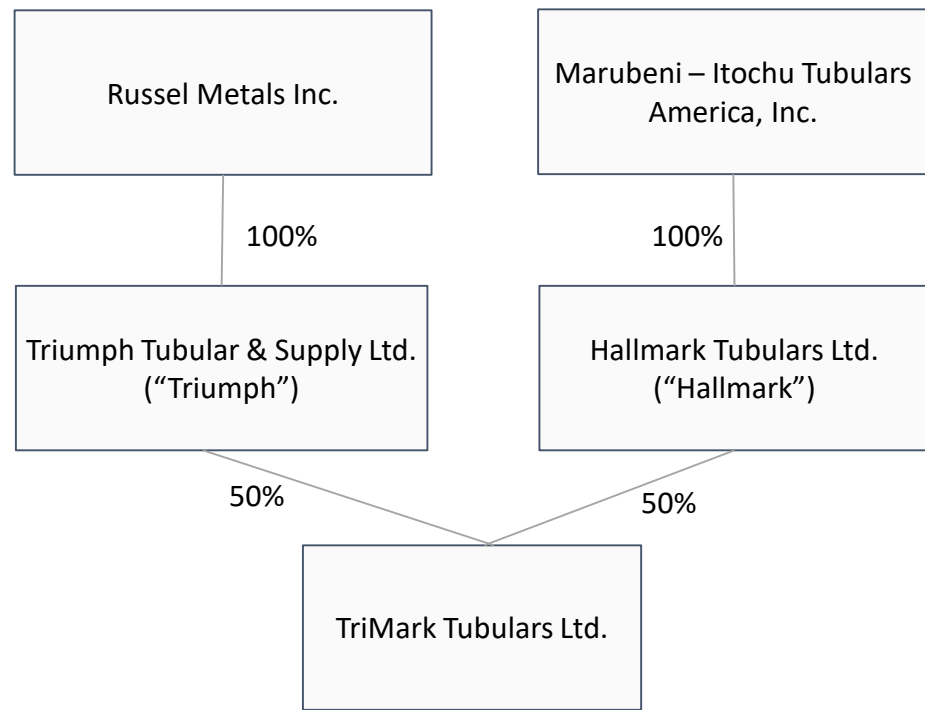 Russel Metals Inc.
Marubeni – Itochu Tubulars
America, Inc.
100%
100%
Triumph Tubular & Supply Ltd.
(“Triumph”)
Hallmark Tubulars Ltd.
(“Hallmark”)
50%
50%
TriMark Tubulars Ltd.